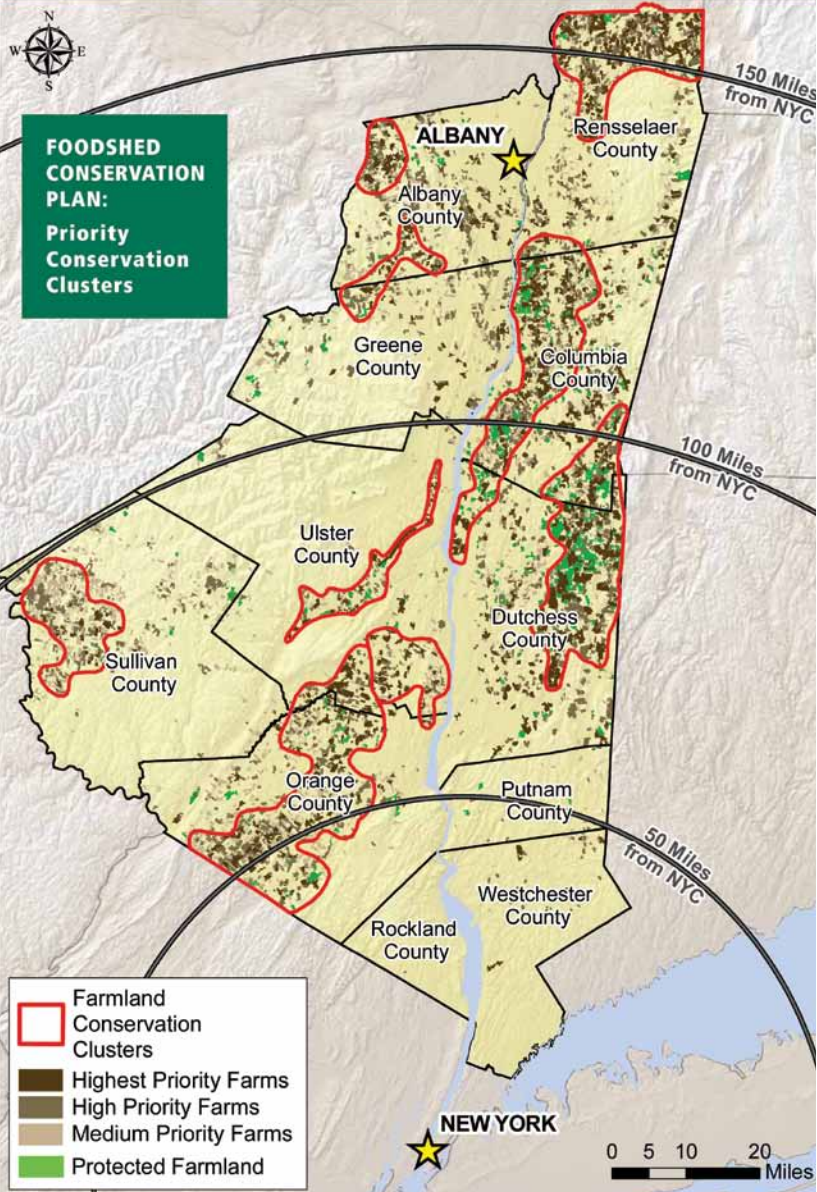 N
W
E
S
FOODSHED
CONSERVATION
PLAN:
Priority
Conservation
Clusters
150 Miles
from NYC
ALBANY
Rensselaer
County
Albany
County
Greene
County
Columbia
County
100 Miles
from NYC
Ulster
County
Dutchess
County
Sullivan
County
Orange
County
Putnam
County
50 Miles
from NYC
Westchester
County
Rockland
County
Farmland
Conservation
Clusters
Highest Priority Farms
High Priority Farms
Medium Priority Farms
Protected Farmland
NEW YORK
0 5 10 20
Miles